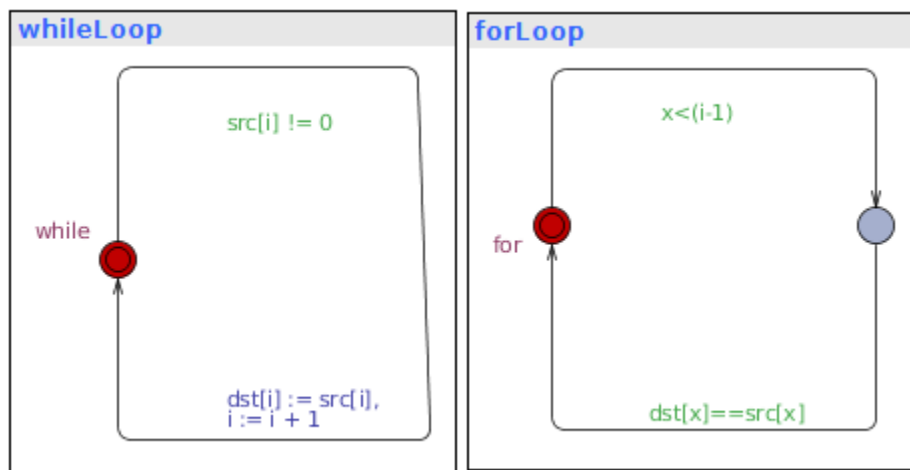 whileLoop
src[i] != 0
while
dst[i] := src[i],
i := i + 1
forLoop
x<(i-1)
for
dst[x]==src[x]